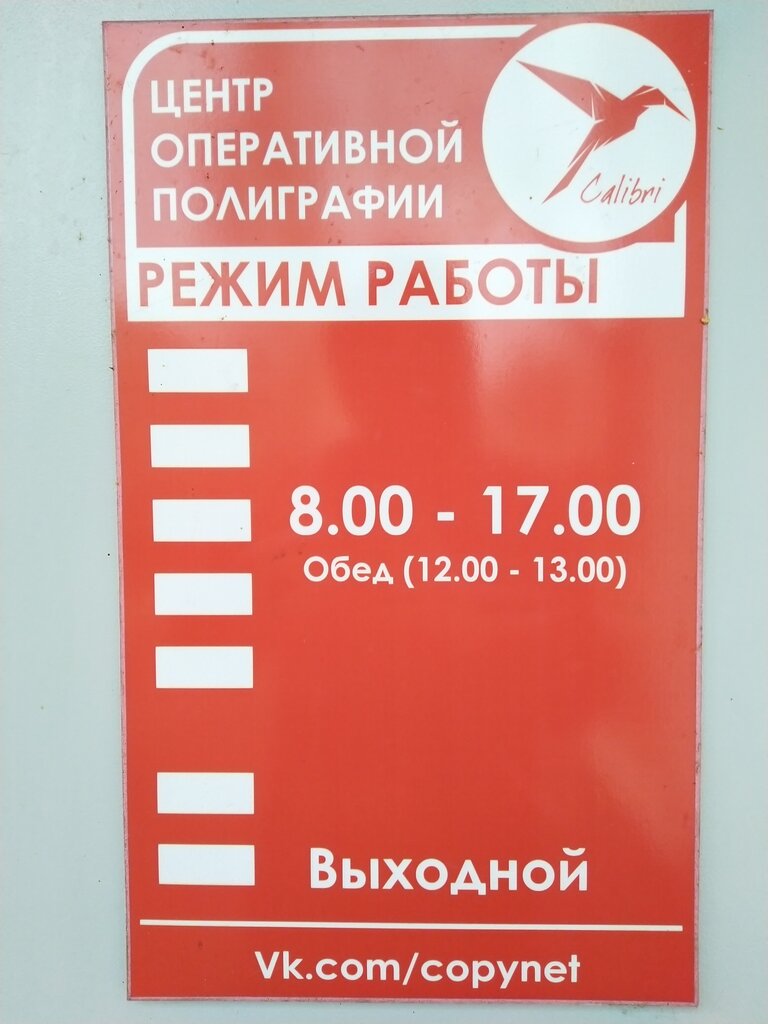 ЦЕНТР
ОПЕРАТИВНОЙ
ПОЛИГРАФИИ
Calibri
РЕЖИМ РАБОТЫ
8.00 - 17.00
Обед (12.00 - 13.00)
Выходной
Vk.com/copynet